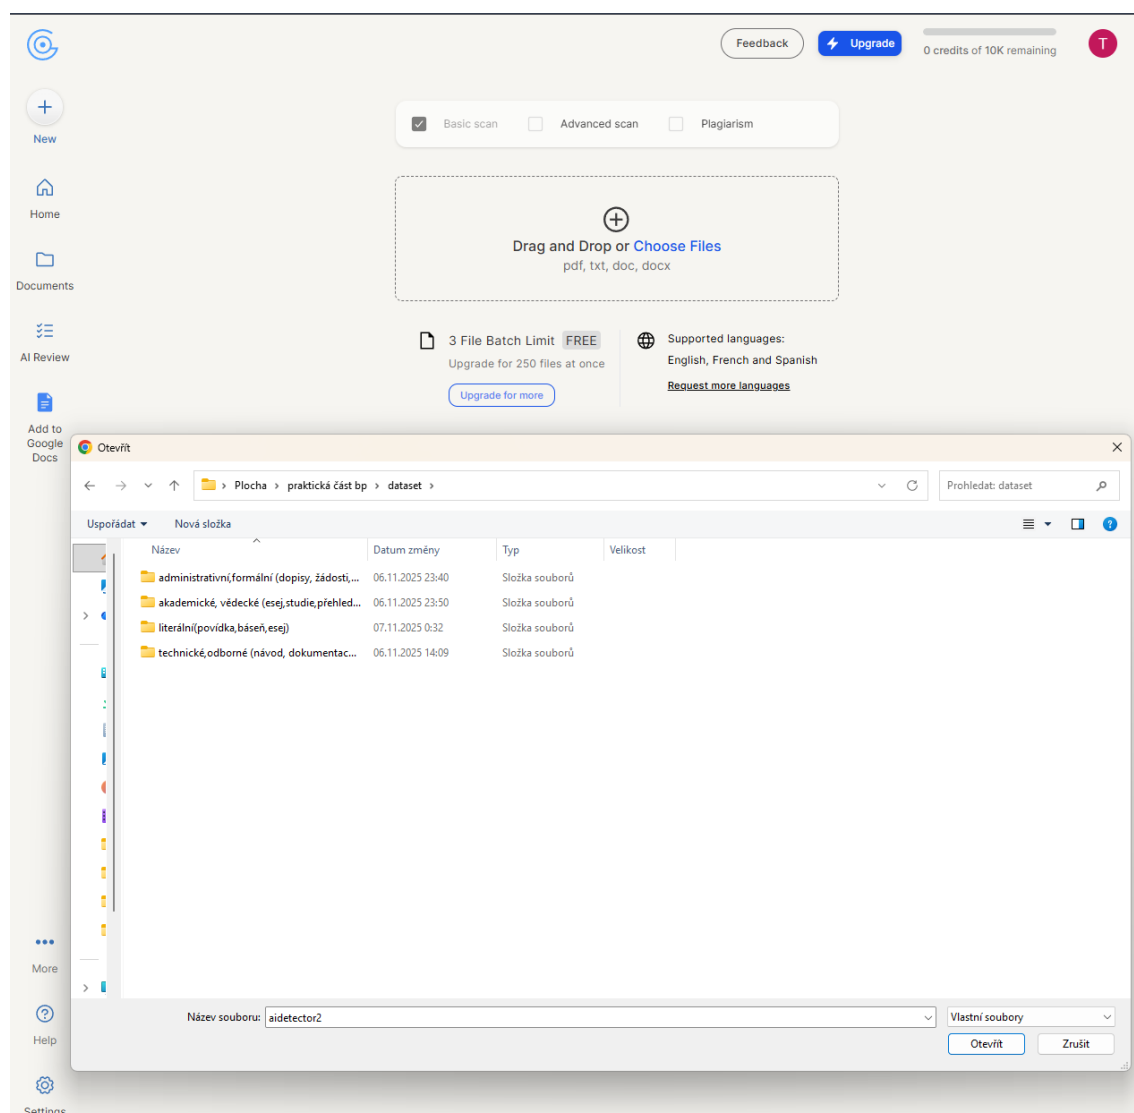 Feedback
Upgrade
0 credits of 10K remaining
T
New
Basic scan
Advanced scan
Plagiarism
Home
Drag and Drop or Choose Files
pdf, txt, doc, docx
Documents
3 File Batch Limit FREE
Upgrade for 250 files at once
Upgrade for more
Supported languages:
English, French and Spanish
Request more languages
AI Review
Add to
Google
Docs
Otevřít
Plocha › praktická část bp › dataset ›
Prohledat: dataset
Uspořádat
Nová složka
Název Datum změny Typ Velikost
administrativní,formální (dopisy, žádosti,... 06.11.2025 23:40 Složka souborů
akademické, vědecké (esej,studie,přehled... 06.11.2025 23:50 Složka souborů
literální(povídka,báseň,esej) 07.11.2025 0:32 Složka souborů
technické,odborné (návod, dokumentac... 06.11.2025 14:09 Složka souborů
More
Název souboru: aidetector2
Vlastní soubory
Otevřít
Zrušit
Help
Settings